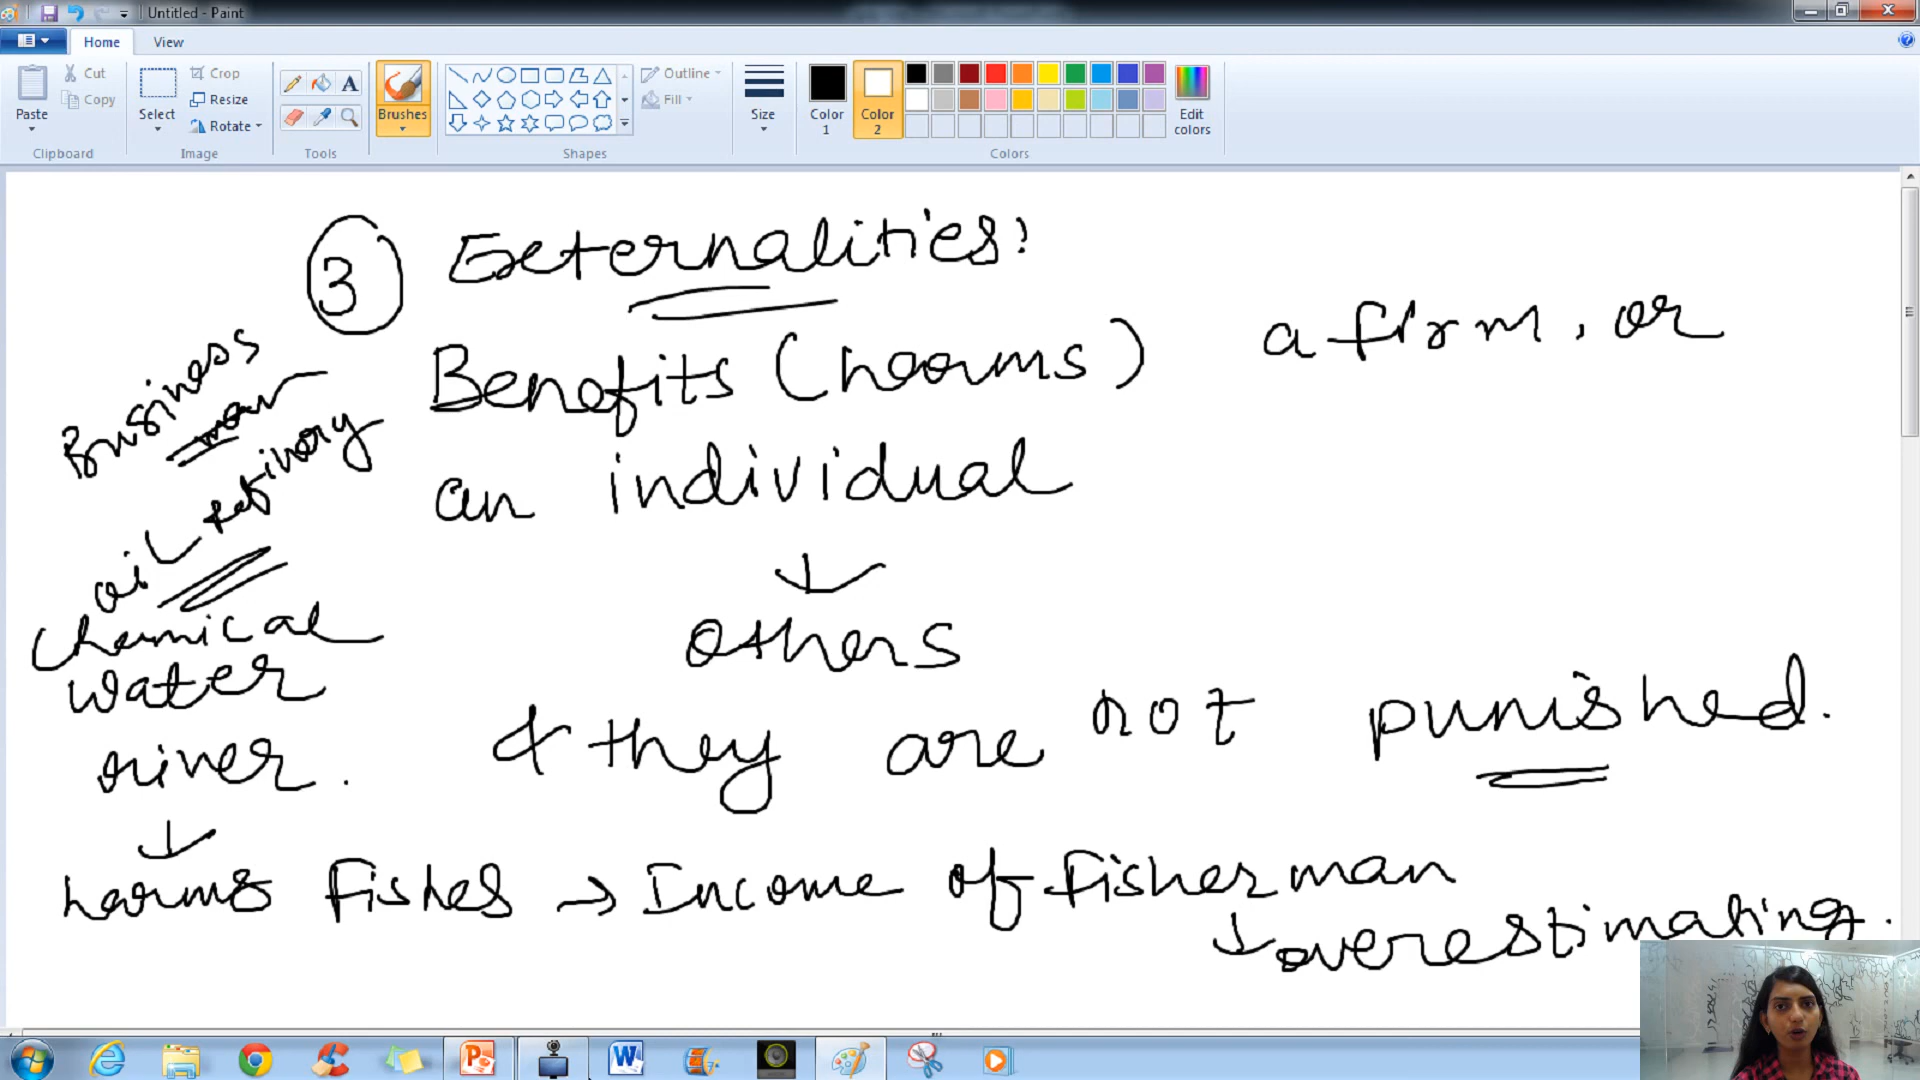 Untitled - Paint
Home View
Paste
Cut
Copy
Clipboard
Select
Crop
Resize
Rotate
Image
Tools
Brushes
Shapes
Outline
Fill
Size
Color 1
Color 2
Edit colors
Colors
3 Externalities:
Benefits (harms) a firm, or
an individual
↓
others
& they are not punished.
Business
man
oil refinery
Chemical
water
river.
↓
harms fishes → Income of fisherman
↓ overestimating.